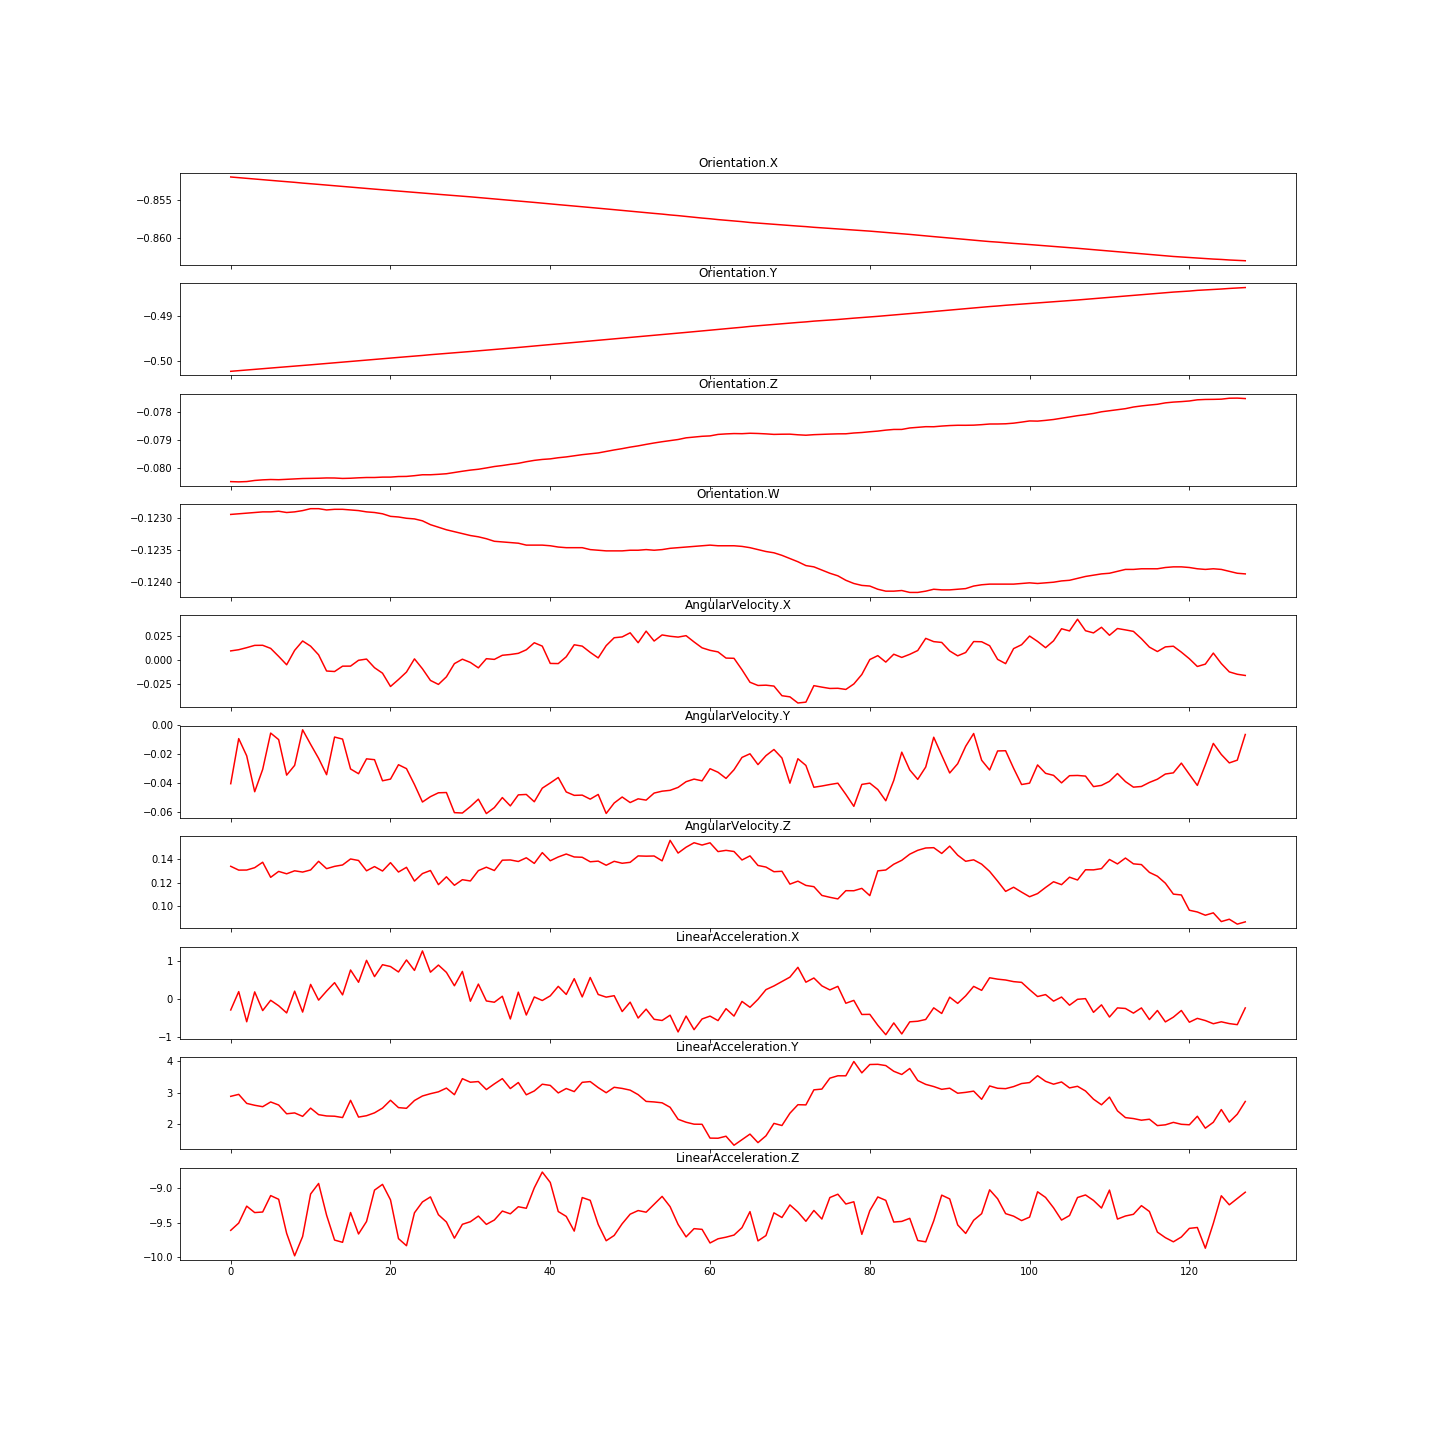 Orientation.X
−0.855
−0.860
Orientation.Y
−0.49
−0.50
Orientation.Z
−0.078
−0.079
−0.080
Orientation.W
−0.1230
−0.1235
−0.1240
AngularVelocity.X
0.025
0.000
−0.025
AngularVelocity.Y
0.00
−0.02
−0.04
−0.06
AngularVelocity.Z
0.14
0.12
0.10
LinearAcceleration.X
1
0
−1
LinearAcceleration.Y
4
3
2
LinearAcceleration.Z
−9.0
−9.5
−10.0
0 20 40 60 80 100 120